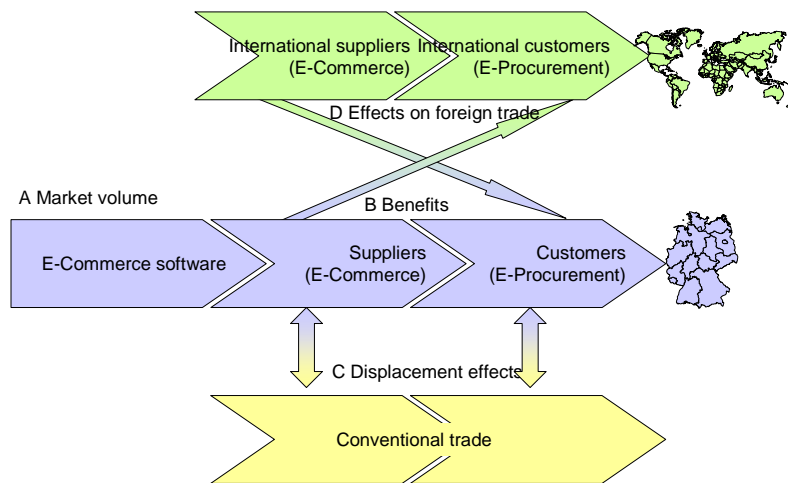 International suppliers
(E-Commerce)
International customers
(E-Procurement)
D Effects on foreign trade
A Market volume
B Benefits
E-Commerce software
Suppliers
(E-Commerce)
Customers
(E-Procurement)
C Displacement effects
Conventional trade